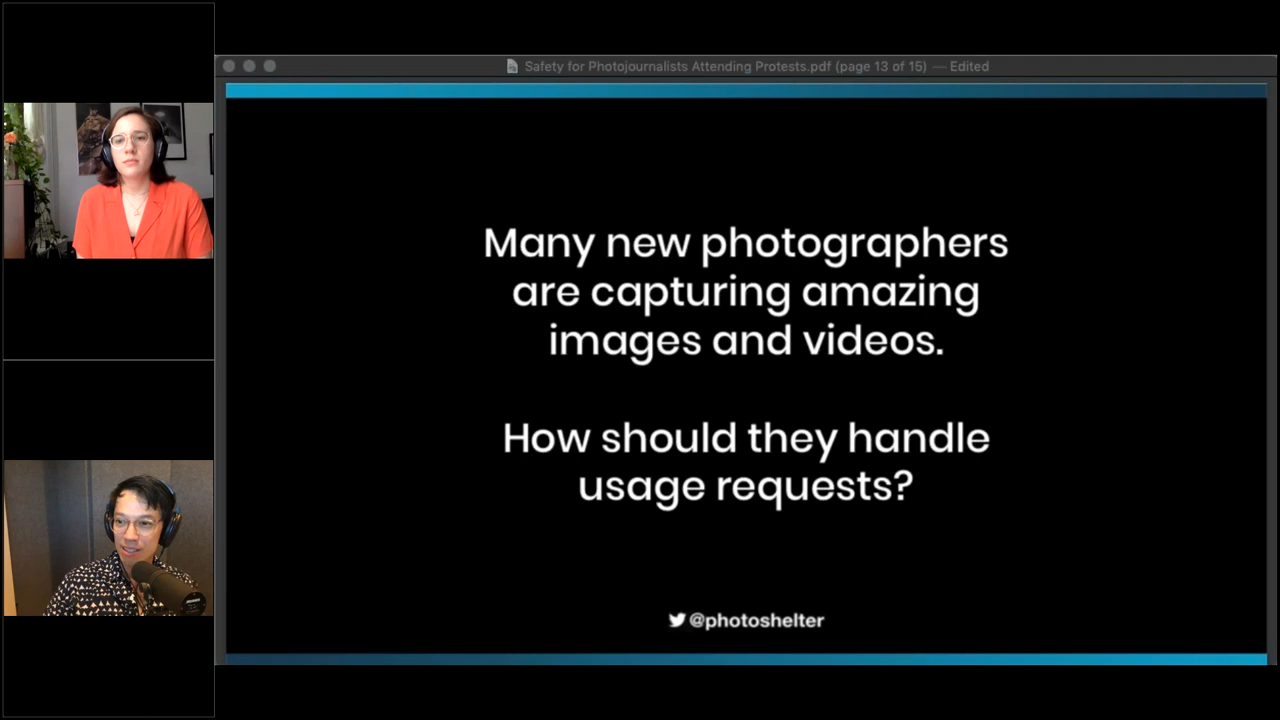 Safety for Photojournalists Attending Protests.pdf (page 13 of 15) — Edited
Many new photographers
are capturing amazing
images and videos.
How should they handle
usage requests?
@photoshelter